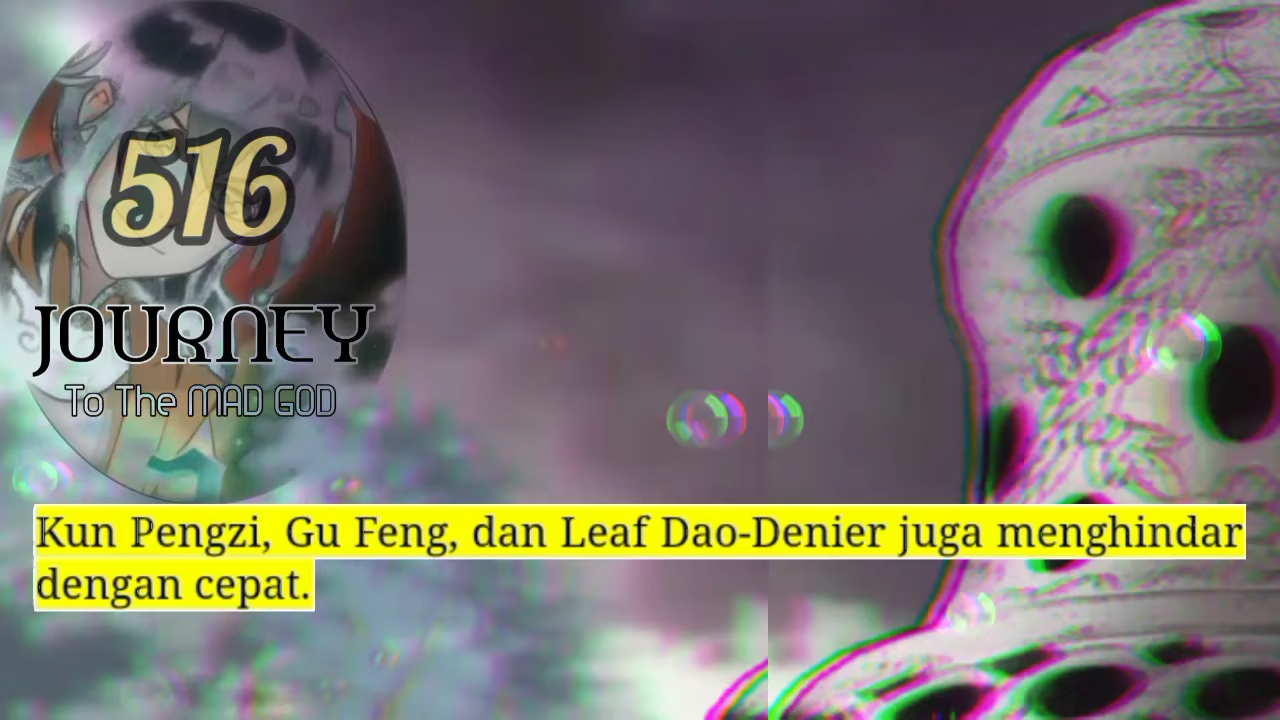 516
JOURNEY
To The MAD GOD
Kun Pengzi, Gu Feng, dan Leaf Dao-Denier juga menghindar
dengan cepat.